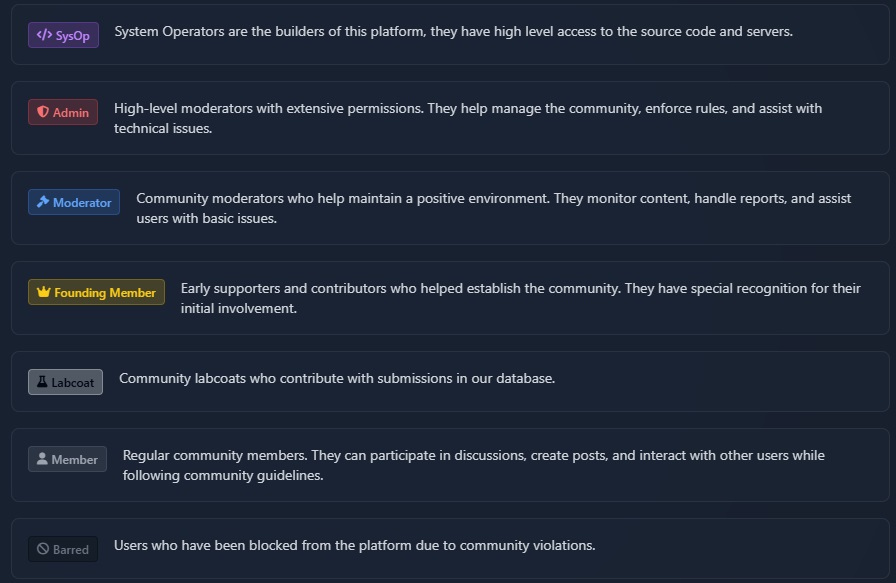 SysOp System Operators are the builders of this platform, they have high level access to the source code and servers.
Admin High-level moderators with extensive permissions. They help manage the community, enforce rules, and assist with
technical issues.
Moderator Community moderators who help maintain a positive environment. They monitor content, handle reports, and assist
users with basic issues.
Founding Member Early supporters and contributors who helped establish the community. They have special recognition for their
initial involvement.
Labcoat Community labcoats who contribute with submissions in our database.
Member Regular community members. They can participate in discussions, create posts, and interact with other users while
following community guidelines.
Barred Users who have been blocked from the platform due to community violations.